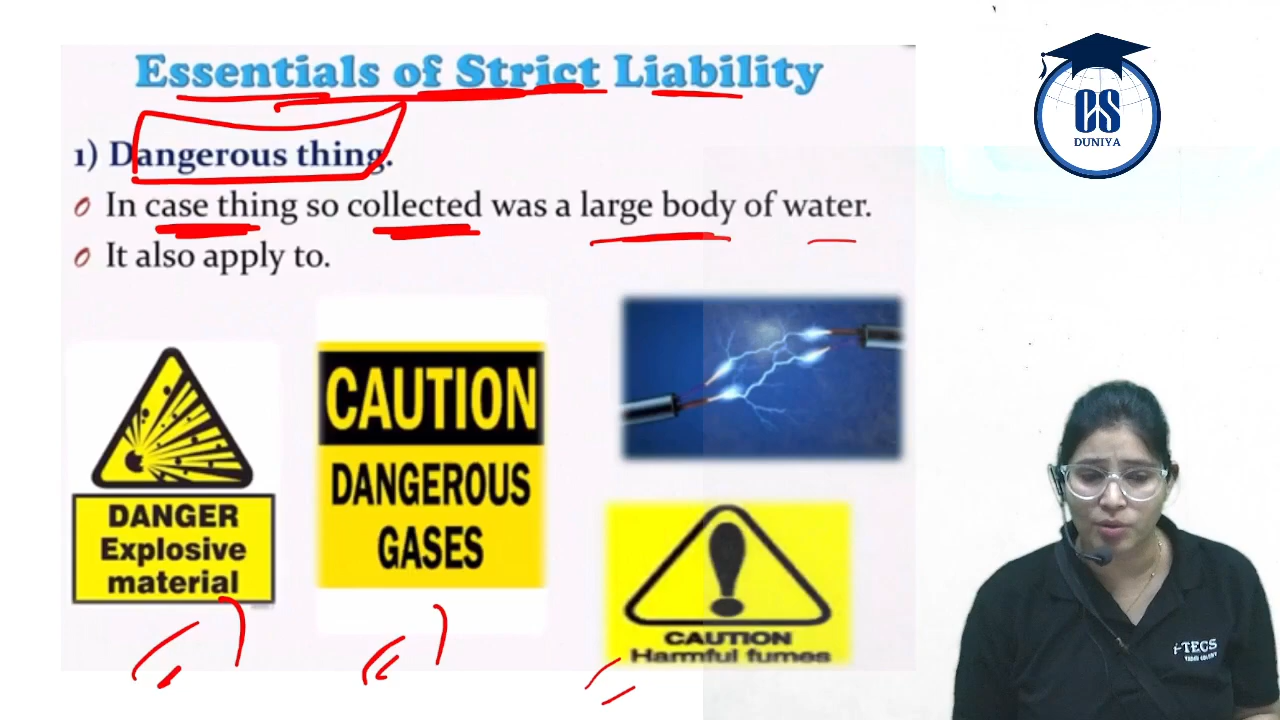 Essentials of Strict Liability
1) Dangerous thing.
In case thing so collected was a large body of water.
It also apply to.
DANGER
Explosive
material
CAUTION
DANGEROUS
GASES
CAUTION
Harmful fumes
CS
DUNIYA